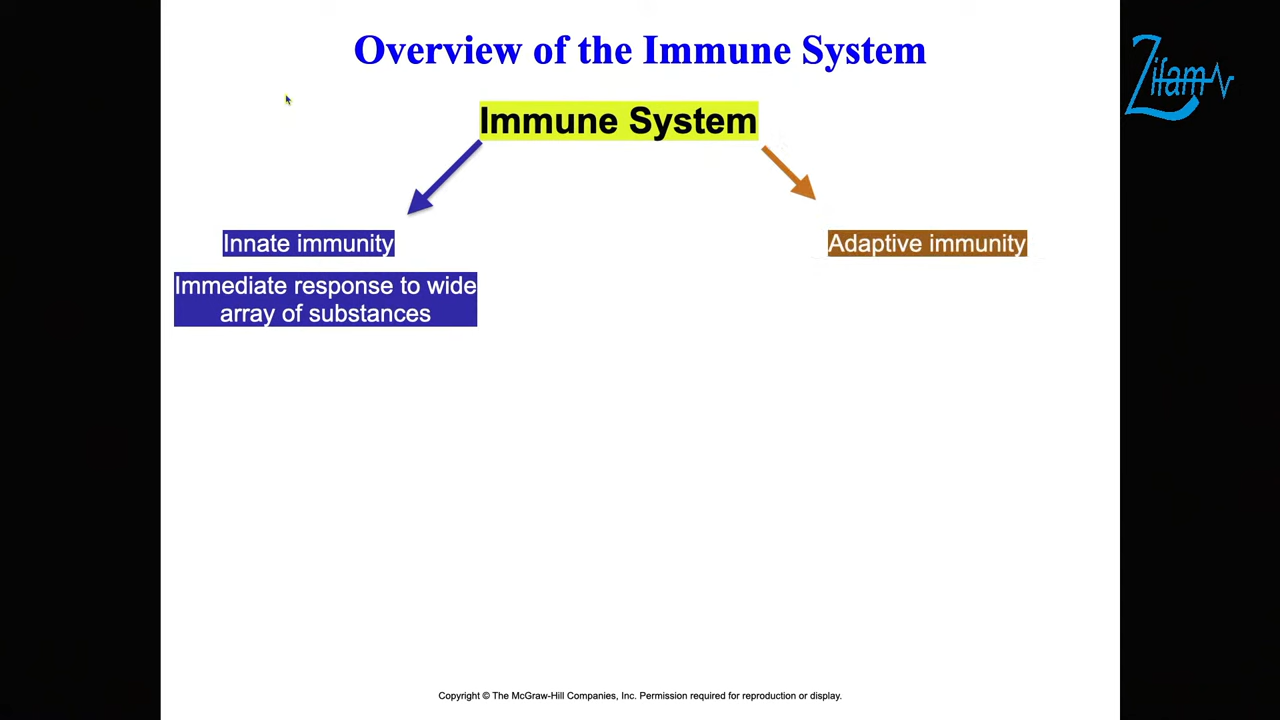 Overview of the Immune System
Zifam
Immune System
Innate immunity
Adaptive immunity
Immediate response to wide
array of substances
Copyright © The McGraw-Hill Companies, Inc. Permission required for reproduction or display.